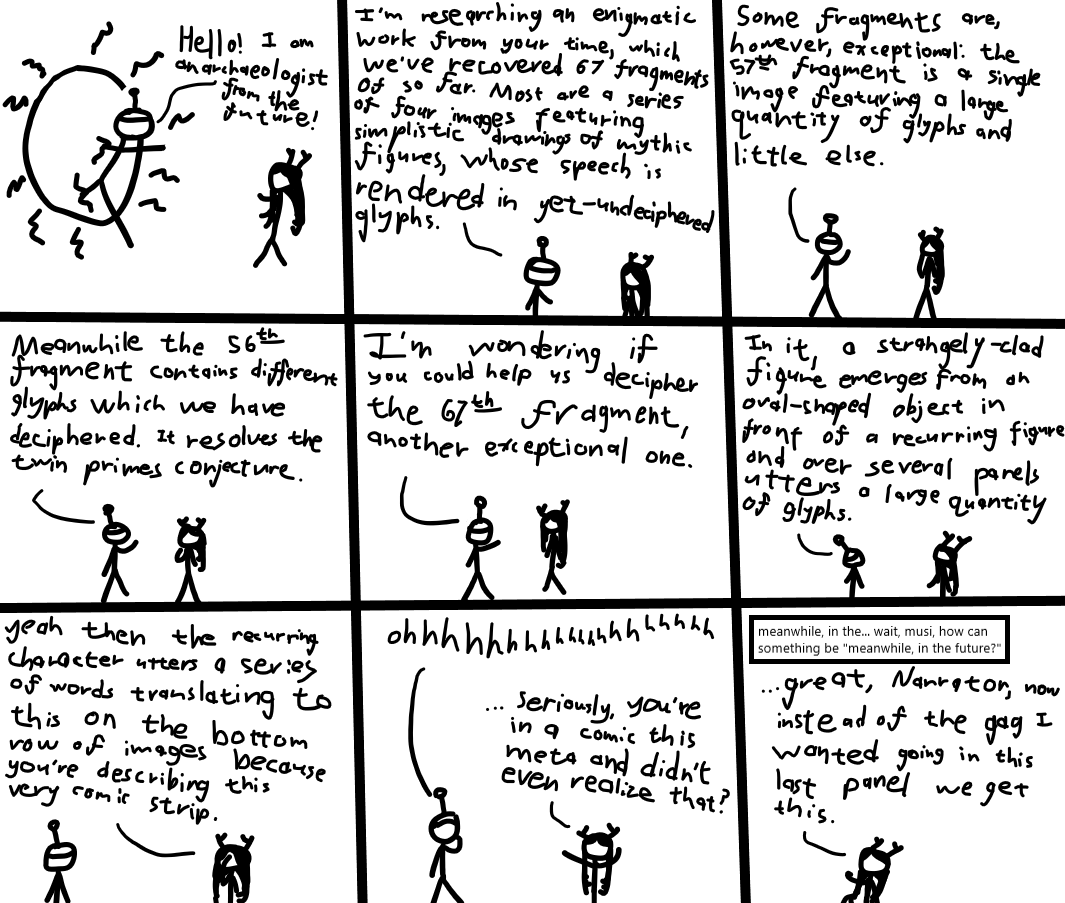 Hello! I am
an archaeologist
from the
future!
I'm researching an enigmatic
work from your time, which
we've recovered 67 fragments
of so far. Most are a series
of four images featuring
simplistic drawings of mythic
figures, whose speech is
rendered in yet-undeciphered
glyphs.
Some fragments are,
however, exceptional: the
57th fragment is a single
image featuring a large
quantity of glyphs and
little else.
Meanwhile the 56th
fragment contains different
glyphs which we have
deciphered. It resolves the
twin primes conjecture.
I'm wondering if
you could help us decipher
the 67th fragment,
another exceptional one.
In it, a strangely-clad
figure emerges from an
oval-shaped object in
front of a recurring figure
and over several panels
utters a large quantity
of glyphs.
yeah then the recurring
character utters a series
of words translating to
this on the bottom
row of images because
you're describing this
very comic strip.
ohhhhhhhhhhhhhhhhhhh
... seriously, you're
in a comic this
meta and didn't
even realize that?
meanwhile, in the... wait, musi, how can
something be "meanwhile, in the future?"
...great, Narrator, now
instead of the gag I
wanted going in this
last panel we get
this.